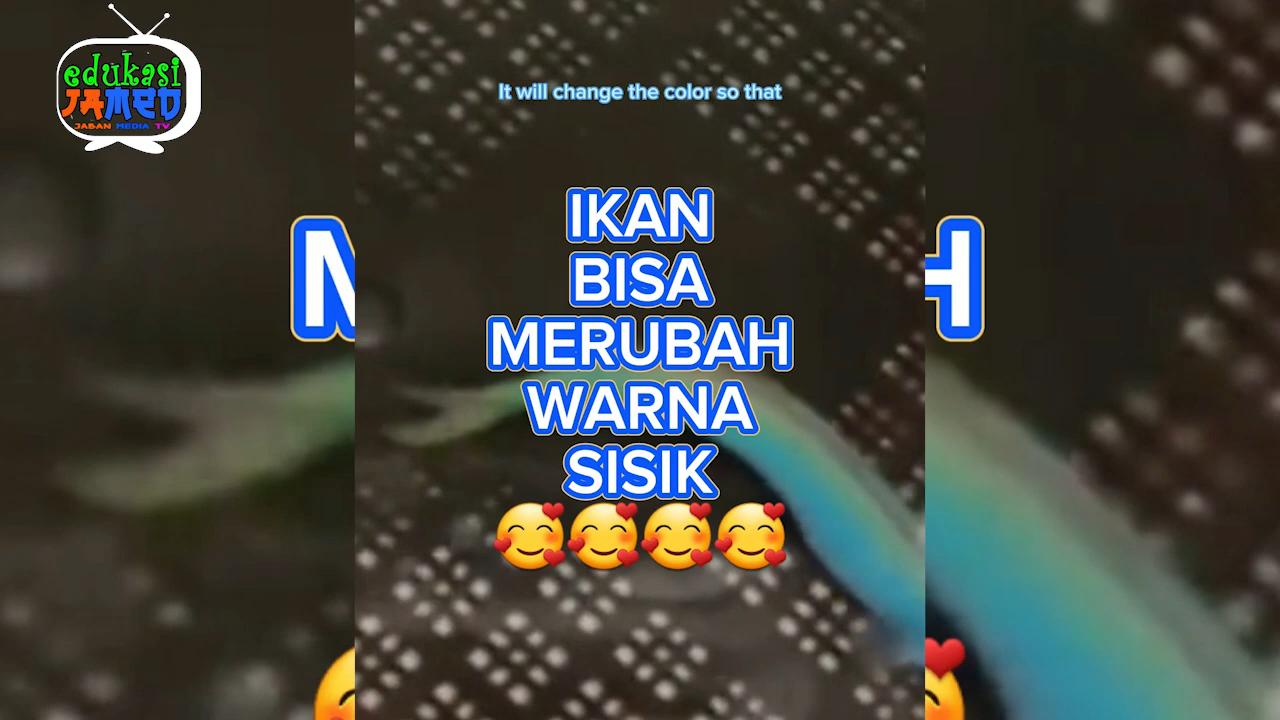 edukasi
JAMED
JABAN MEDIA TV
It will change the color so that
IKAN
BISA
MERUBAH
WARNA
SISIK